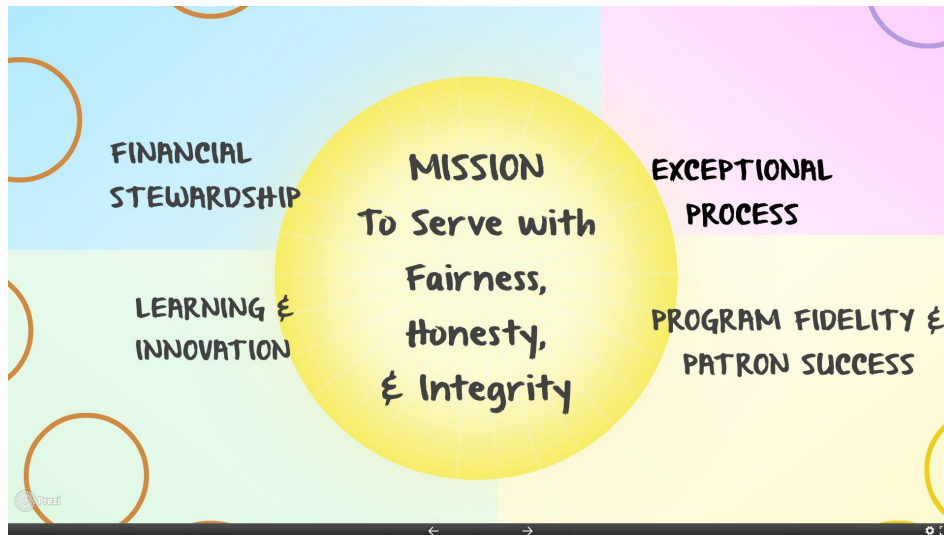 FINANCIAL
STEWARDSHIP
MISSION
To Serve with
Fairness,
Honesty,
& Integrity
EXCEPTIONAL
PROCESS
LEARNING &
INNOVATION
PROGRAM FIDELITY &
PATRON SUCCESS
Prezi